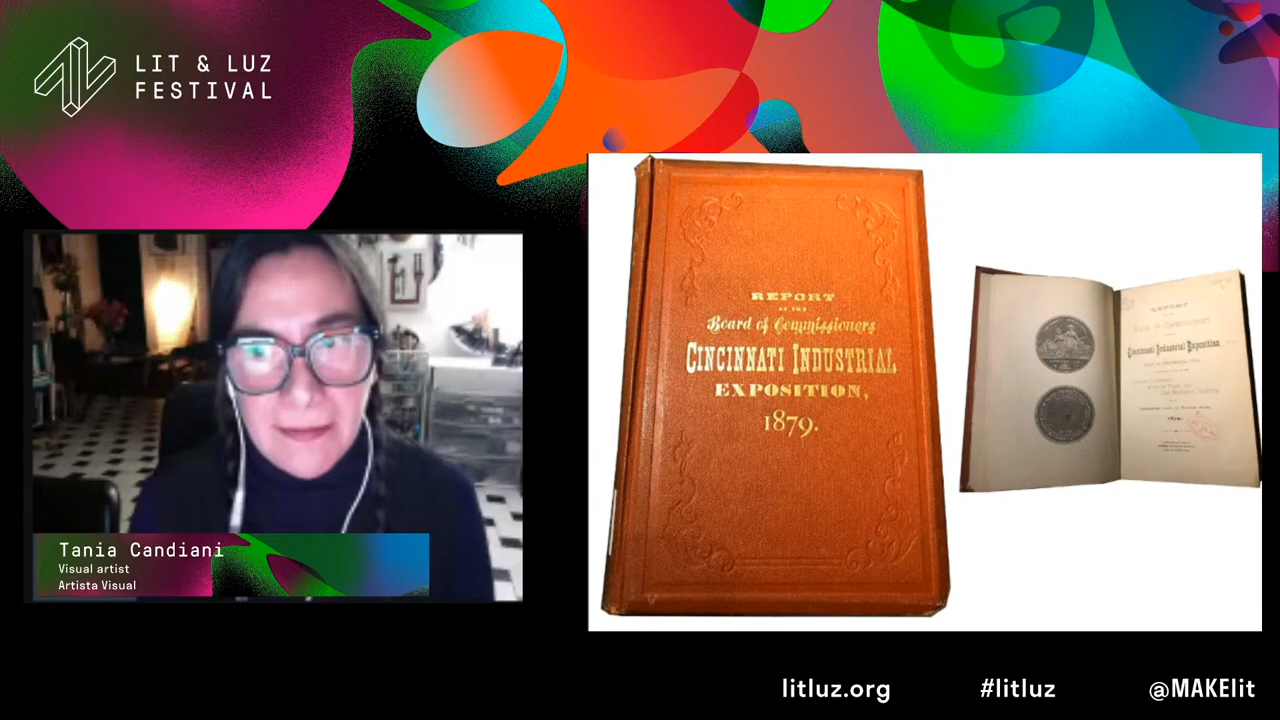 LIT & LUZ
FESTIVAL
Tania Candiani
Visual artist
Artista Visual
REPORT
OF THE
Board of Commissioners
CINCINNATI INDUSTRIAL
EXPOSITION,
1879.
REPORT
Cincinnati Industrial Exposition
1879.
litluz.org
#litluz
@MAKElit